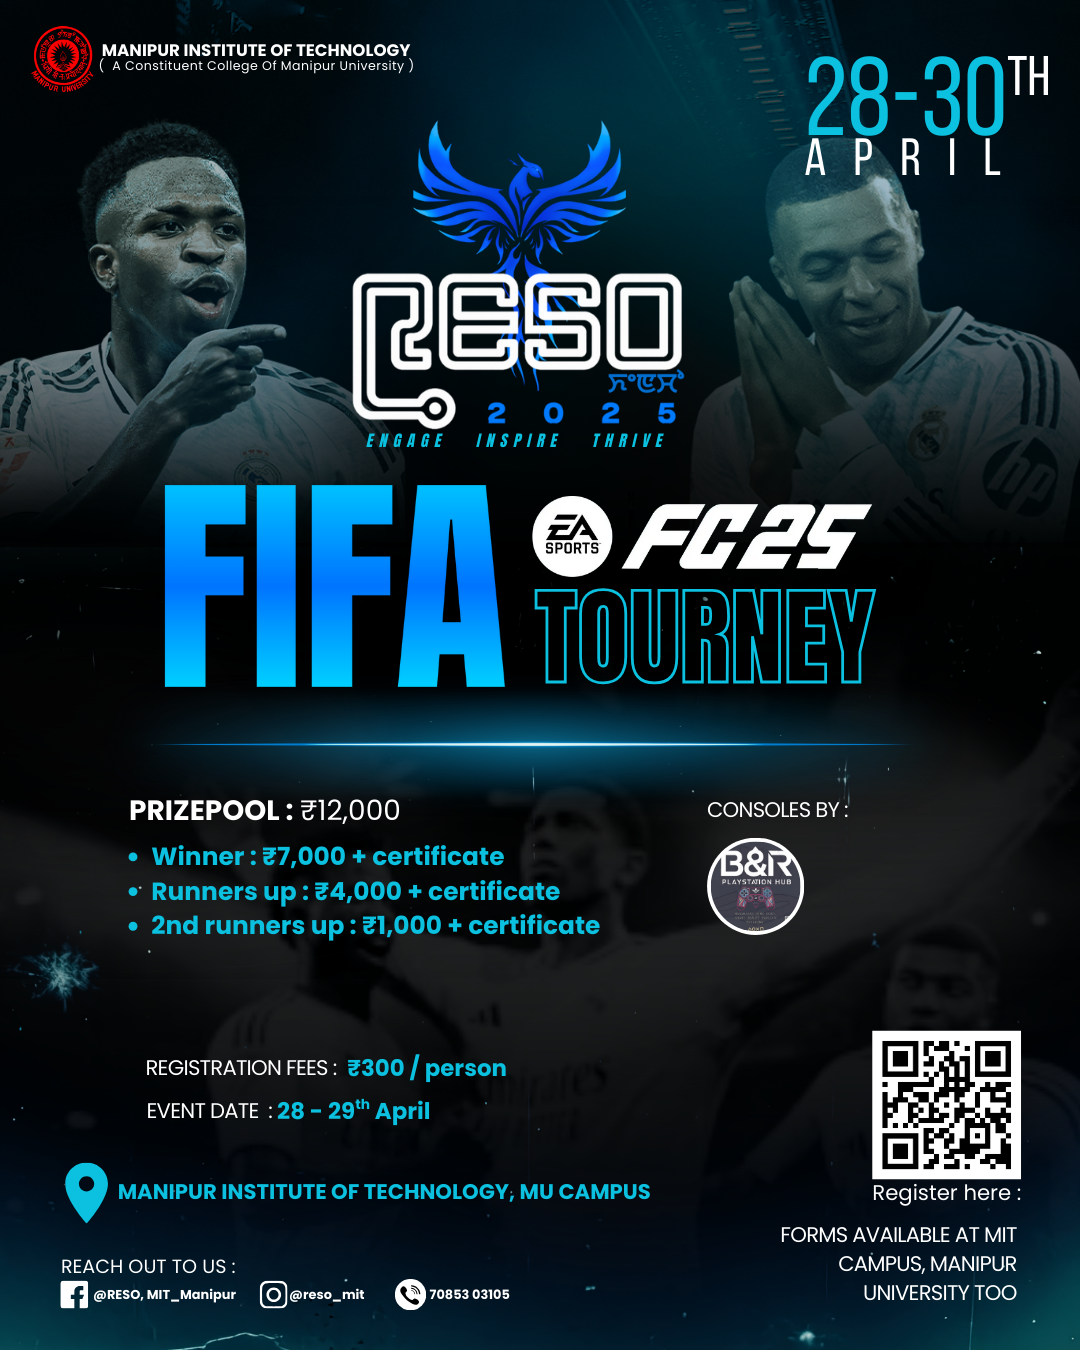 MANIPUR INSTITUTE OF TECHNOLOGY
( A Constituent College Of Manipur University )
MANIPUR UNIVERSITY
28-30TH
APRIL
RESO
2025
ENGAGE INSPIRE THRIVE
hp
FIFA
EA SPORTS FC25
TOURNEY
PRIZEPOOL : ₹12,000
• Winner : ₹7,000 + certificate
• Runners up : ₹4,000 + certificate
• 2nd runners up : ₹1,000 + certificate
CONSOLES BY :
B&R
PLAYSTATION HUB
REGISTRATION FEES : ₹300 / person
EVENT DATE : 28 - 29th April
MANIPUR INSTITUTE OF TECHNOLOGY, MU CAMPUS
Register here :
FORMS AVAILABLE AT MIT
CAMPUS, MANIPUR
UNIVERSITY TOO
REACH OUT TO US :
@RESO, MIT_Manipur @reso_mit 70853 03105